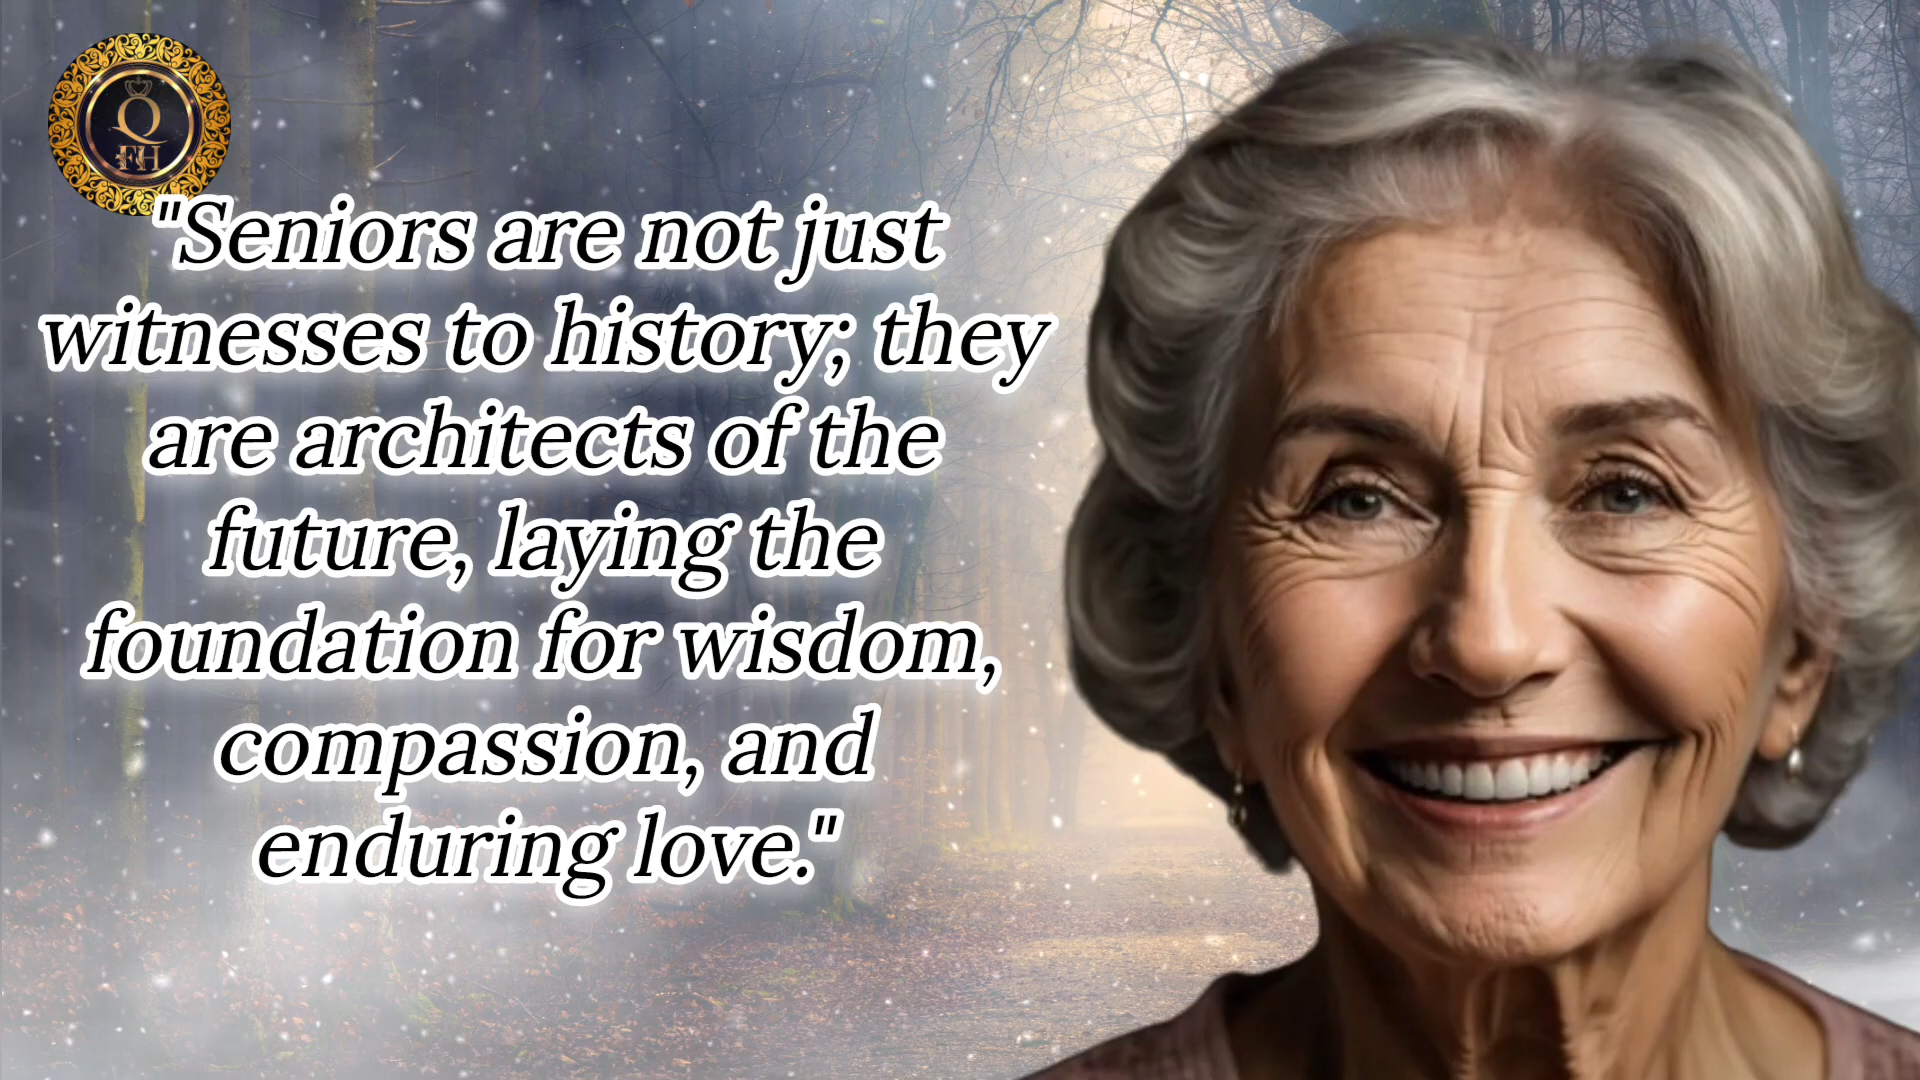 Q
FH
"Seniors are not just
witnesses to history; they
are architects of the
future, laying the
foundation for wisdom,
compassion, and
enduring love."